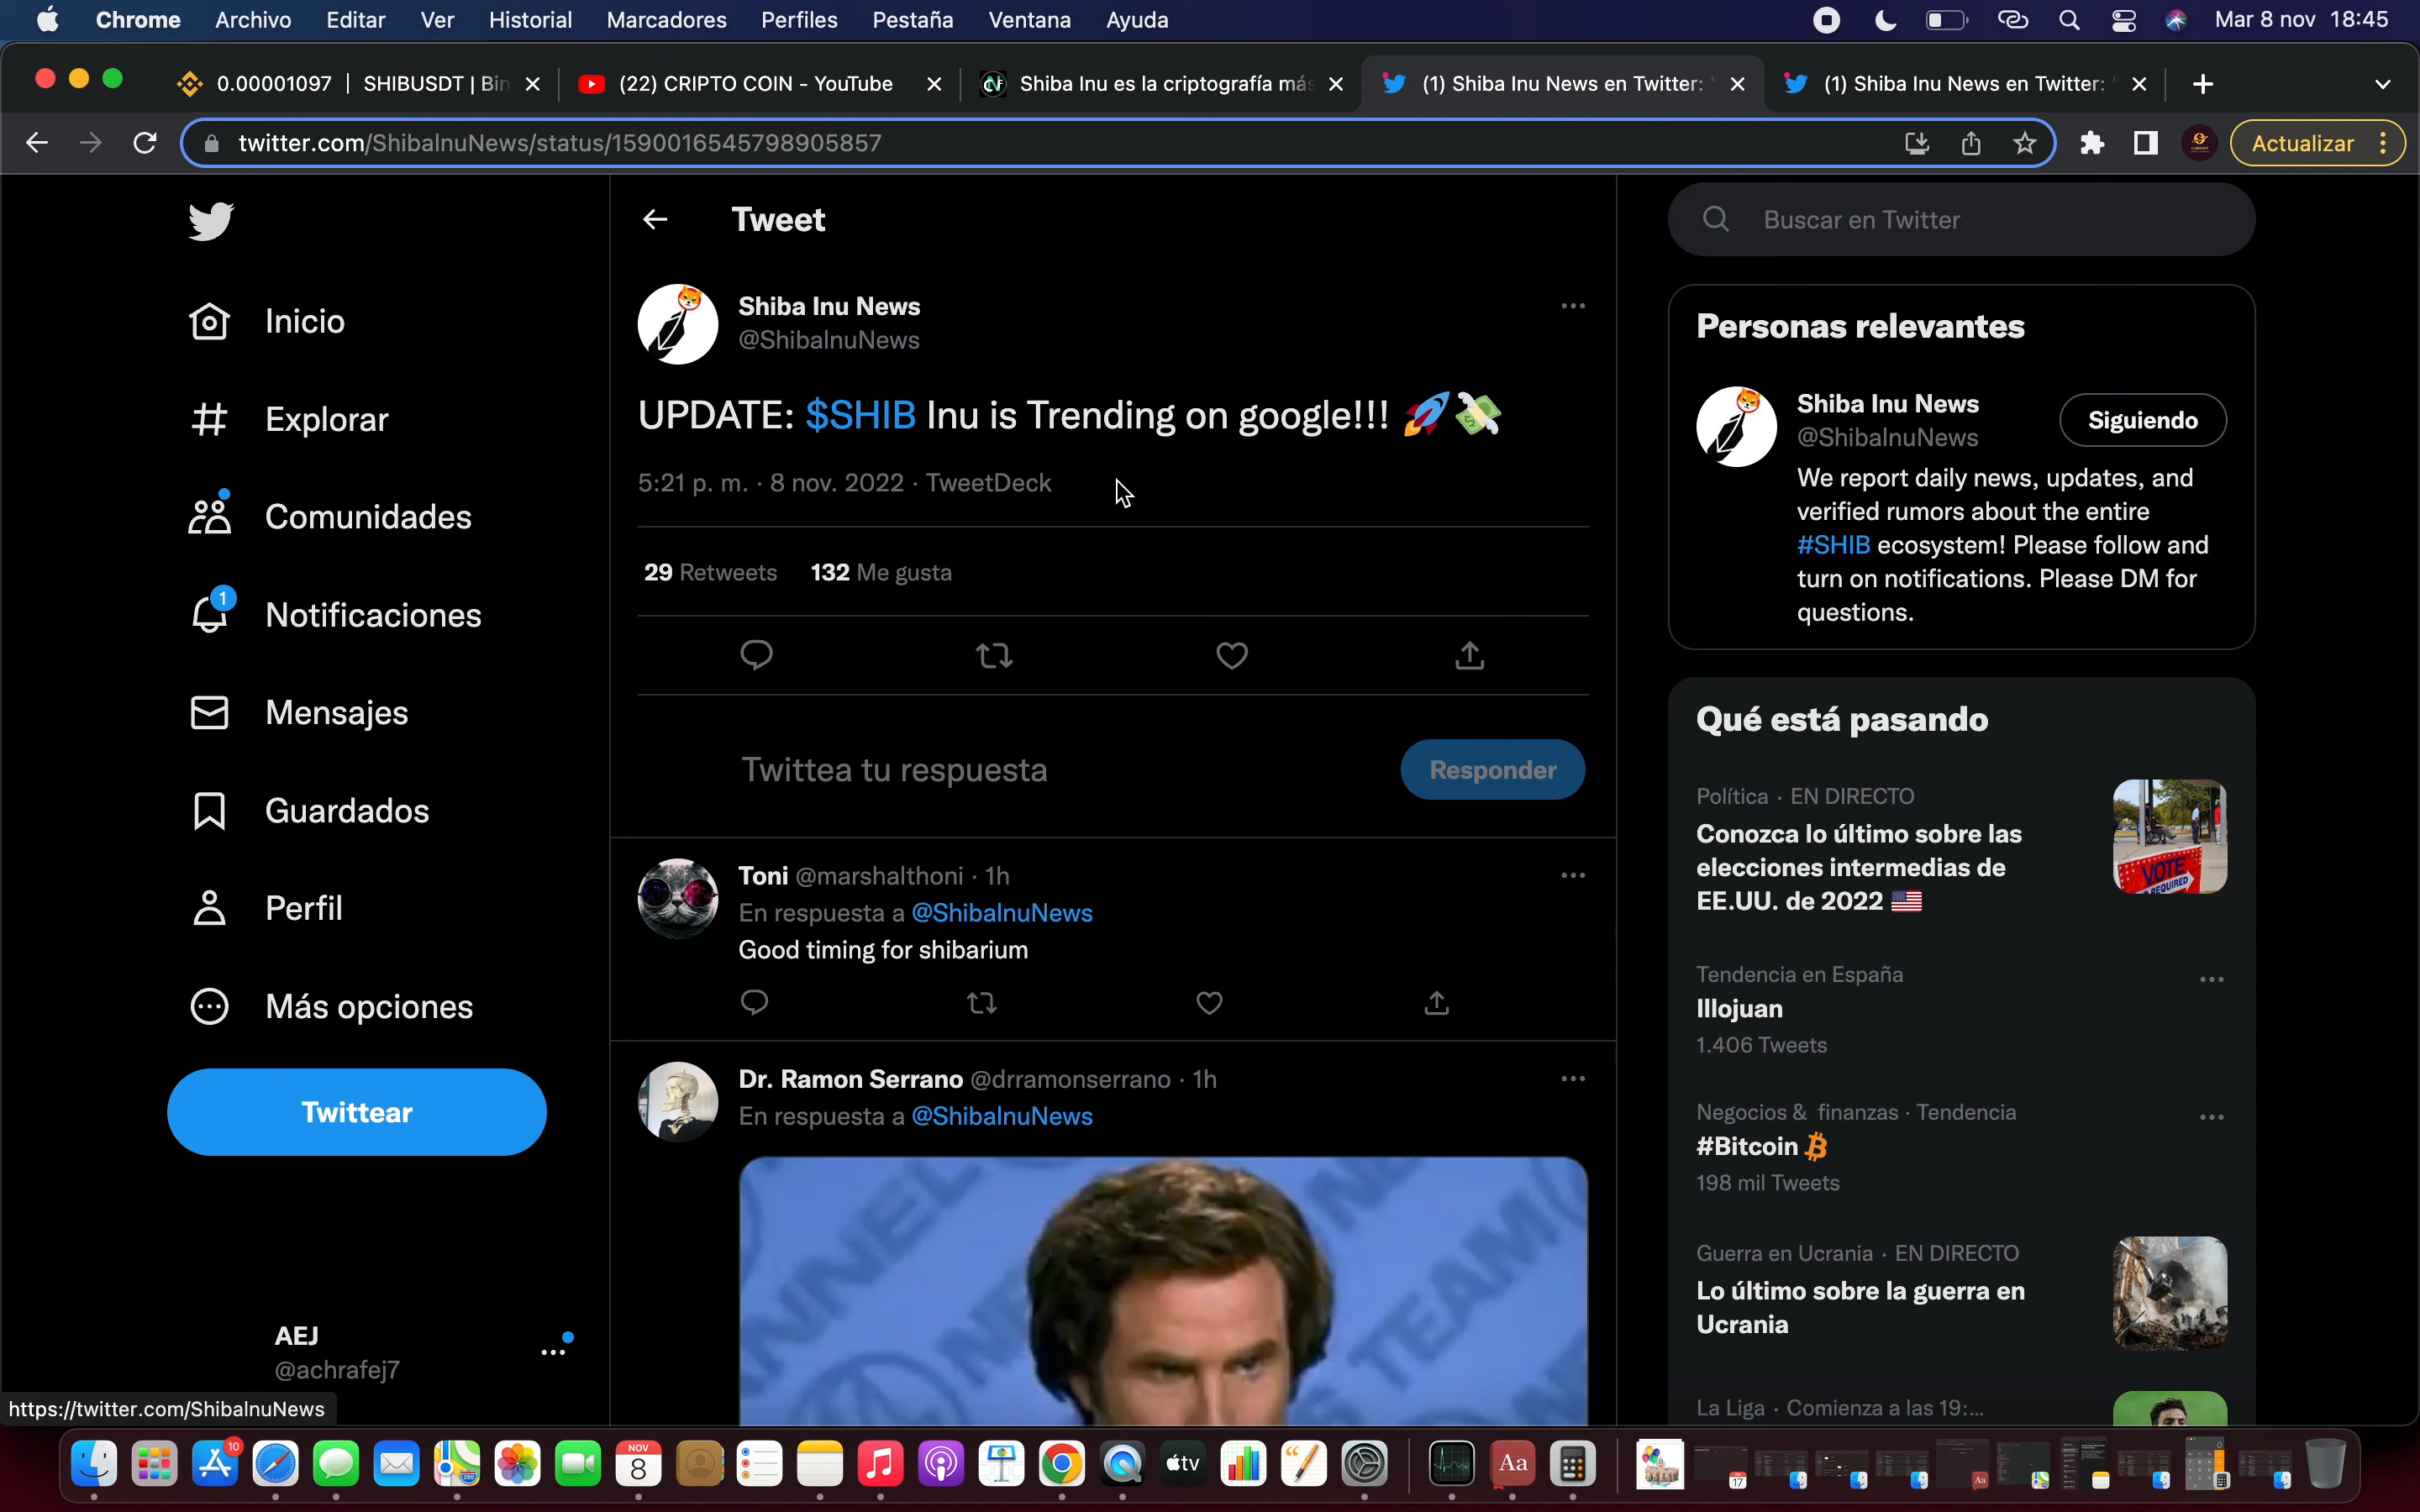 Chrome Archivo Editar Ver Historial Marcadores Perfiles Pestaña Ventana Ayuda Mar 8 nov 18:45
0.00001097 | SHIBUSDT | Bin
(22) CRIPTO COIN - YouTube
Shiba Inu es la criptografía más
(1) Shiba Inu News en Twitter: "
(1) Shiba Inu News en Twitter: "
twitter.com/ShibaInuNews/status/1590016545798905857
Actualizar
Inicio
Explorar
Comunidades
1
Notificaciones
Mensajes
Guardados
Perfil
Más opciones
Twittear
AEJ
@achrafej7
https://twitter.com/ShibaInuNews
Tweet
Shiba Inu News
@ShibaInuNews
UPDATE: $SHIB Inu is Trending on google!!! 🚀💸
5:21 p. m. · 8 nov. 2022 · TweetDeck
29 Retweets 132 Me gusta
Twittea tu respuesta
Responder
Toni @marshalthoni · 1h
En respuesta a @ShibaInuNews
Good timing for shibarium
Dr. Ramon Serrano @drramonserrano · 1h
En respuesta a @ShibaInuNews
Buscar en Twitter
Personas relevantes
Shiba Inu News
@ShibaInuNews
Siguiendo
We report daily news, updates, and
verified rumors about the entire
#SHIB ecosystem! Please follow and
turn on notifications. Please DM for
questions.
Qué está pasando
Política · EN DIRECTO
Conozca lo último sobre las
elecciones intermedias de
EE.UU. de 2022 🇺🇸
VOTE
Tendencia en España
Illojuan
1.406 Tweets
Negocios & finanzas · Tendencia
#Bitcoin
198 mil Tweets
Guerra en Ucrania · EN DIRECTO
Lo último sobre la guerra en
Ucrania
La Liga · Comienza a las 19:...
10
NOV
8
tv
Aa
17